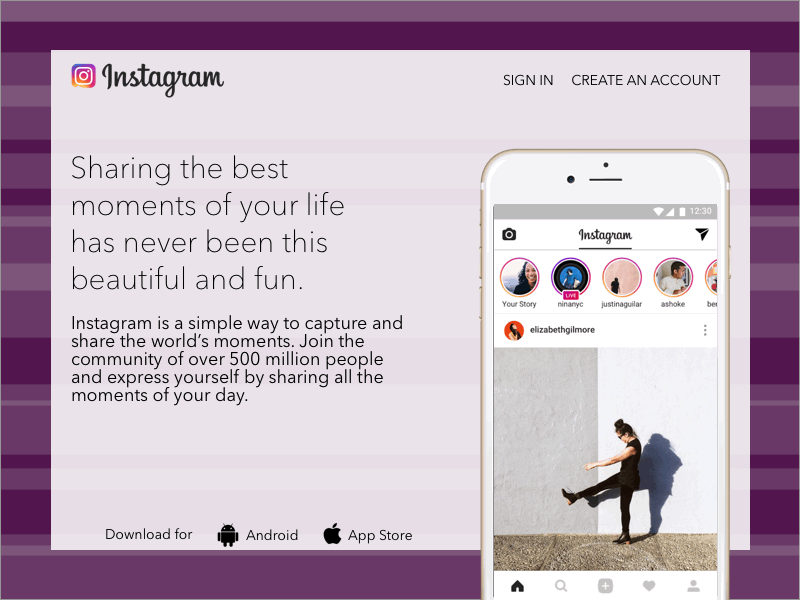 Instagram
SIGN IN CREATE AN ACCOUNT
Sharing the best
moments of your life
has never been this
beautiful and fun.
Instagram is a simple way to capture and
share the world’s moments. Join the
community of over 500 million people
and express yourself by sharing all the
moments of your day.
Download for Android App Store
12:30
Instagram
LIVE
Your Story ninanyc justinaguilar ashoke
elizabethgilmore